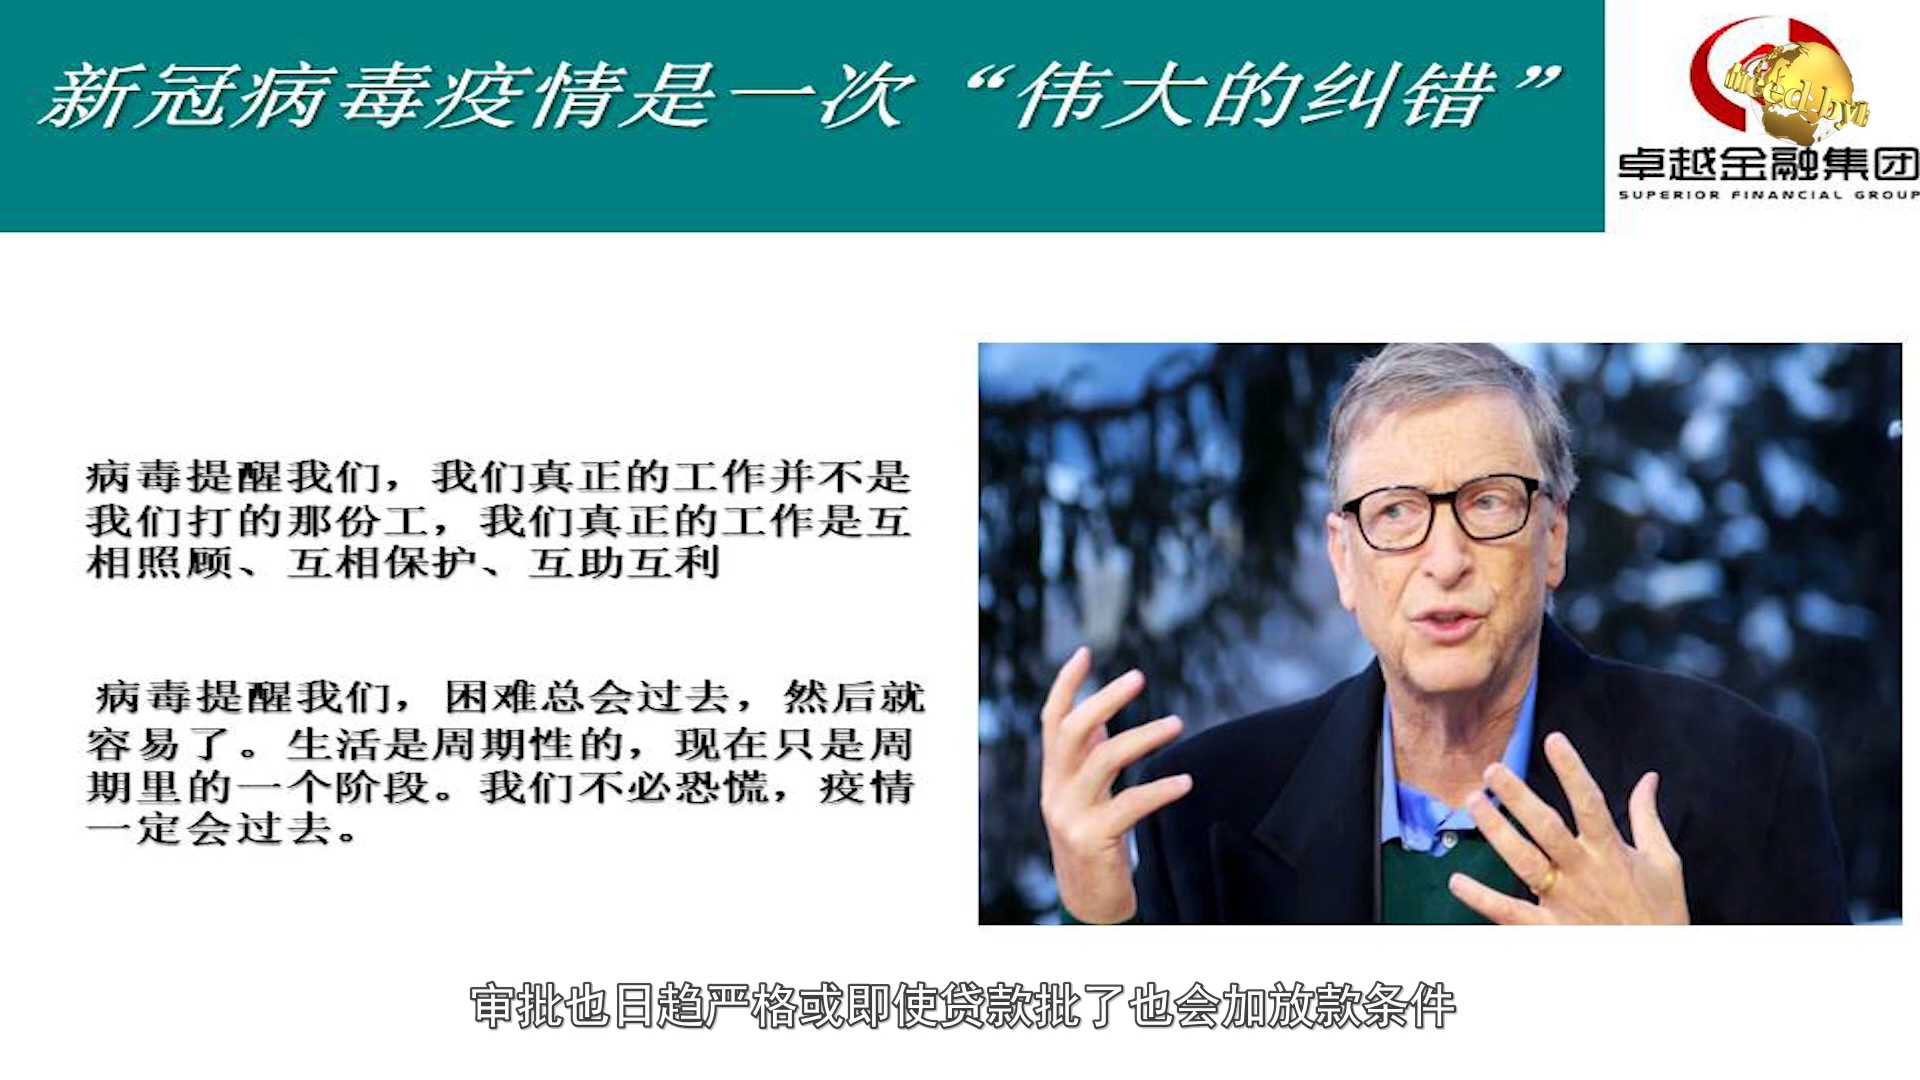 新冠病毒疫情是一次“伟大的纠错”
卓越金融集团
SUPERIOR FINANCIAL GROUP
病毒提醒我们，我们真正的工作并不是
我们打的那份工，我们真正的工作是互
相照顾、互相保护、互助互利
病毒提醒我们，困难总会过去，然后就
容易了。生活是周期性的，现在只是周
期里的一个阶段。我们不必恐慌，疫情
一定会过去。
审批也日趋严格或即使贷款批了也会加放款条件